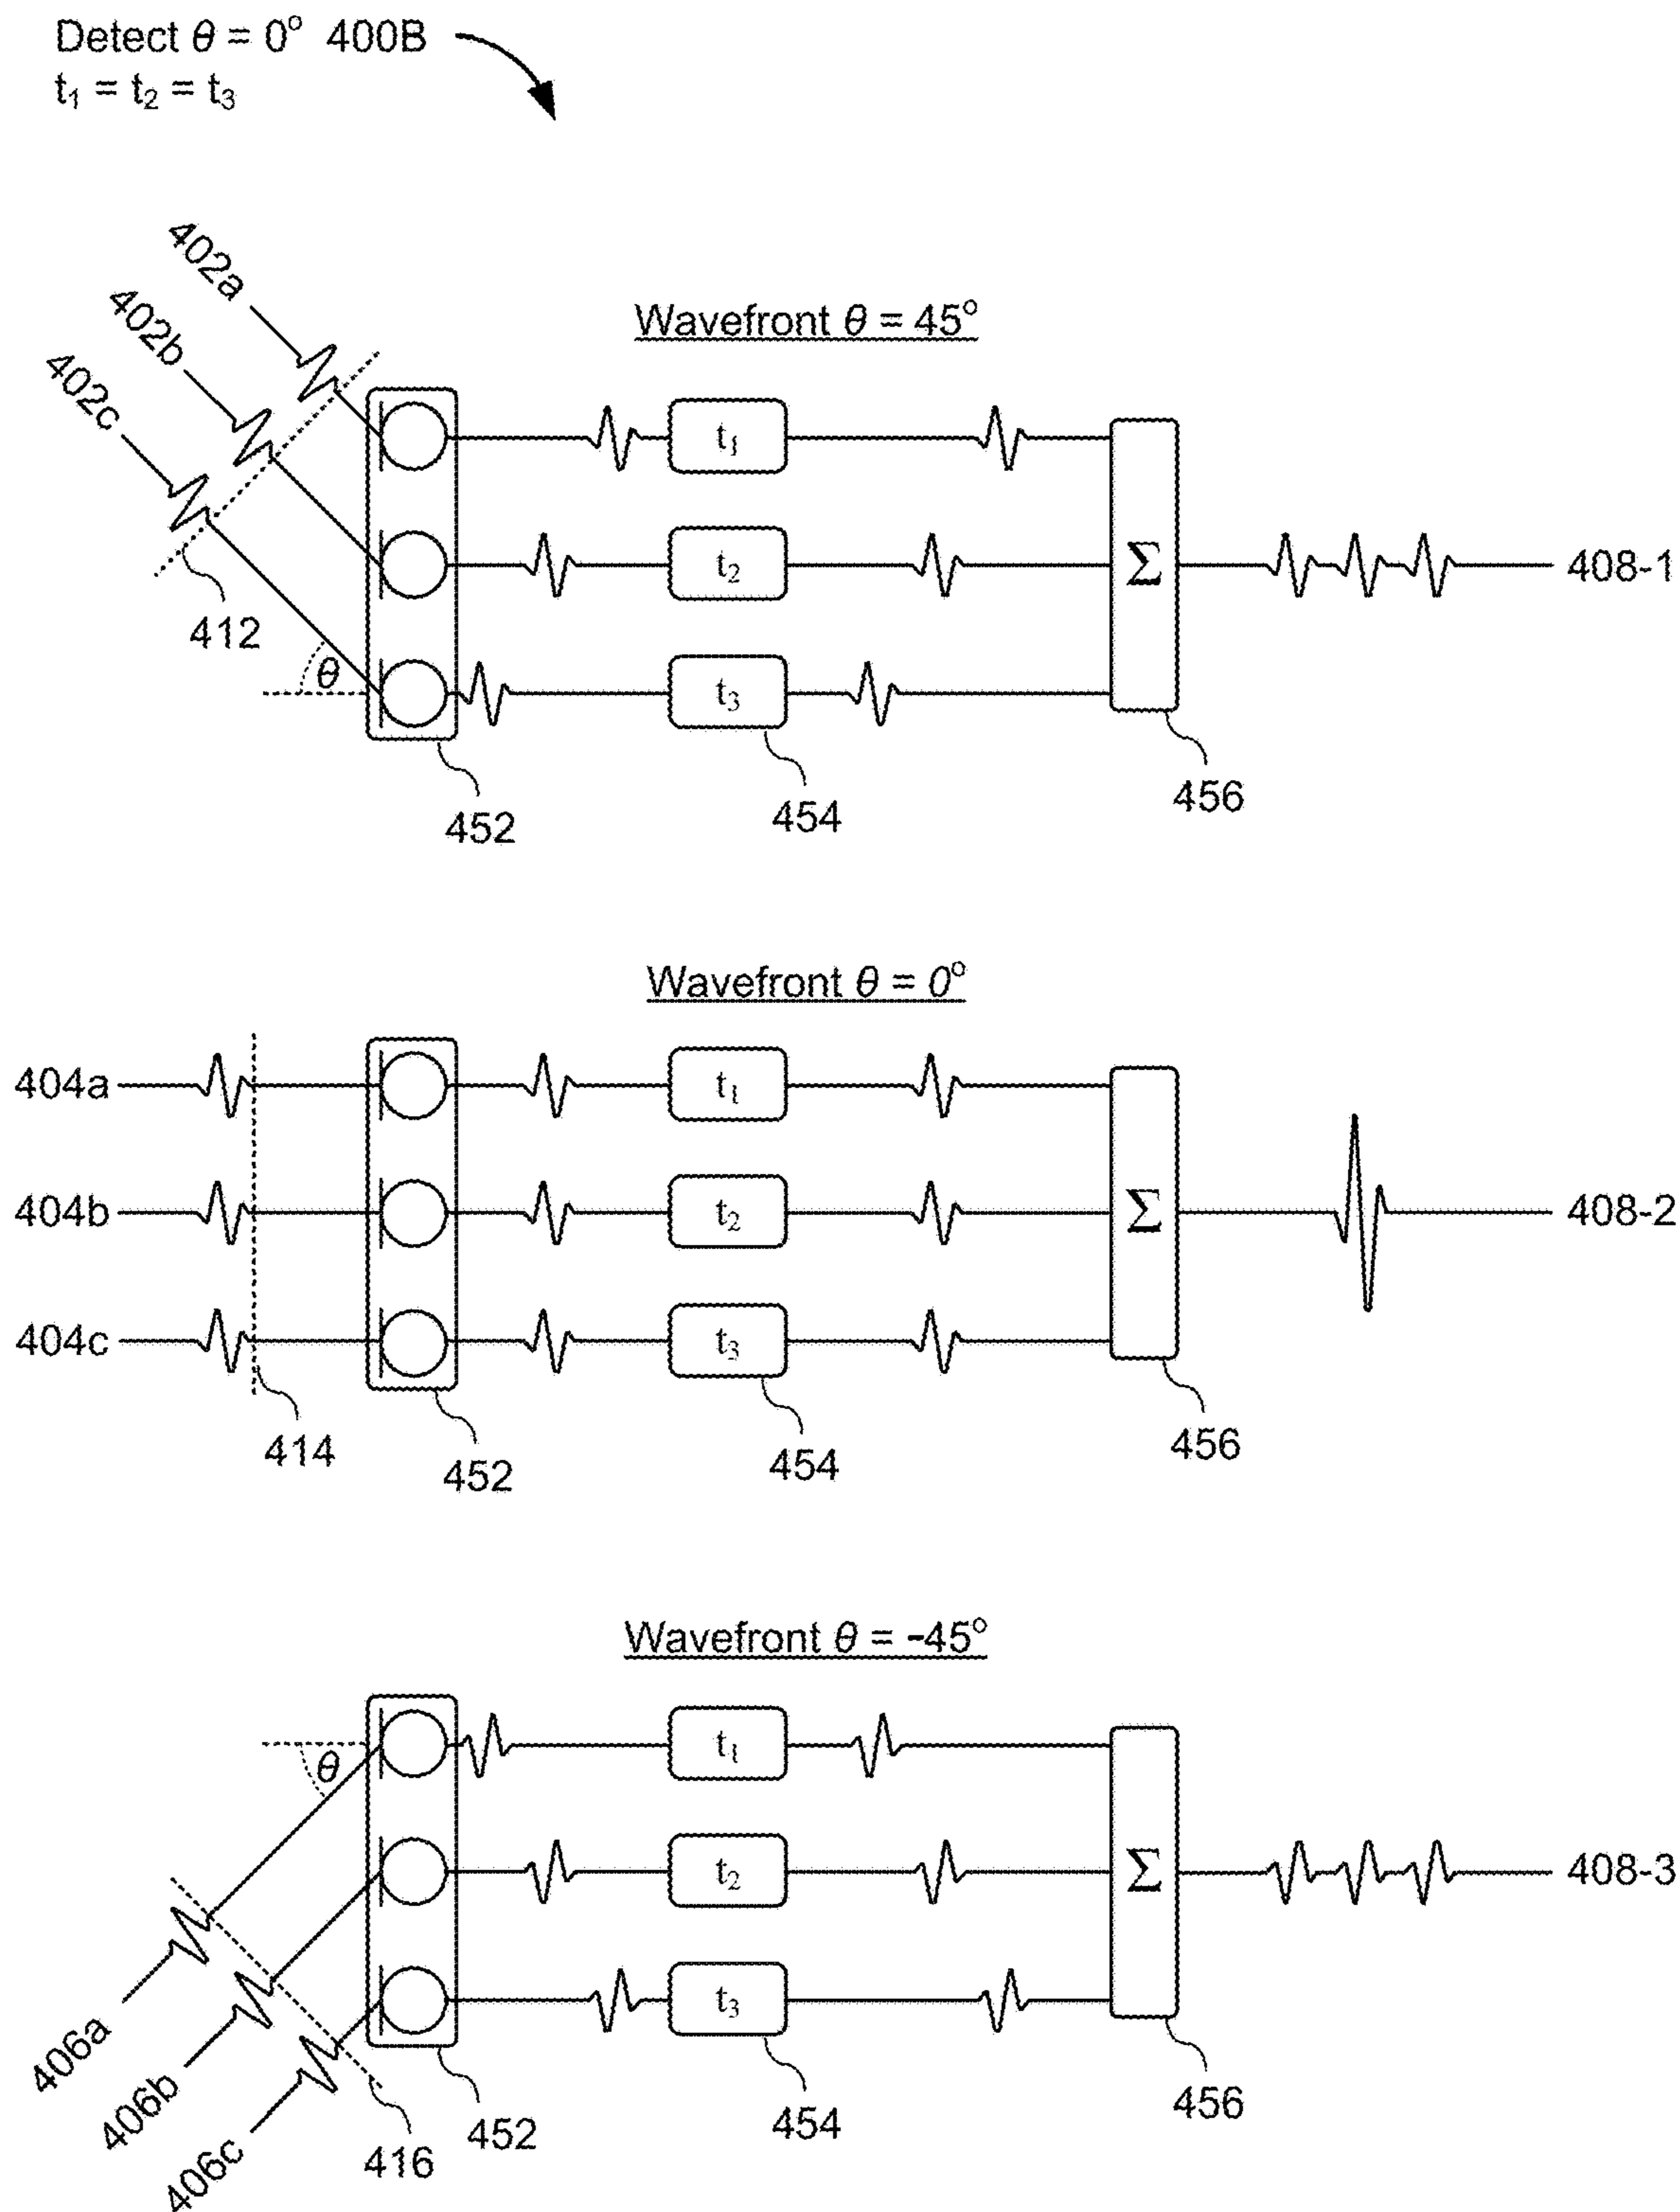 Detect θ = 0° 400B
t₁ = t₂ = t₃
402a
402b
402c
Wavefront θ = 45°
t₁
t₂
t₃
Σ
408-1
412
θ
452
454
456
Wavefront θ = 0°
404a
404b
404c
t₁
t₂
t₃
Σ
408-2
414
452
454
456
Wavefront θ = -45°
θ
t₁
t₂
t₃
Σ
408-3
406a
406b
406c
416
452
454
456